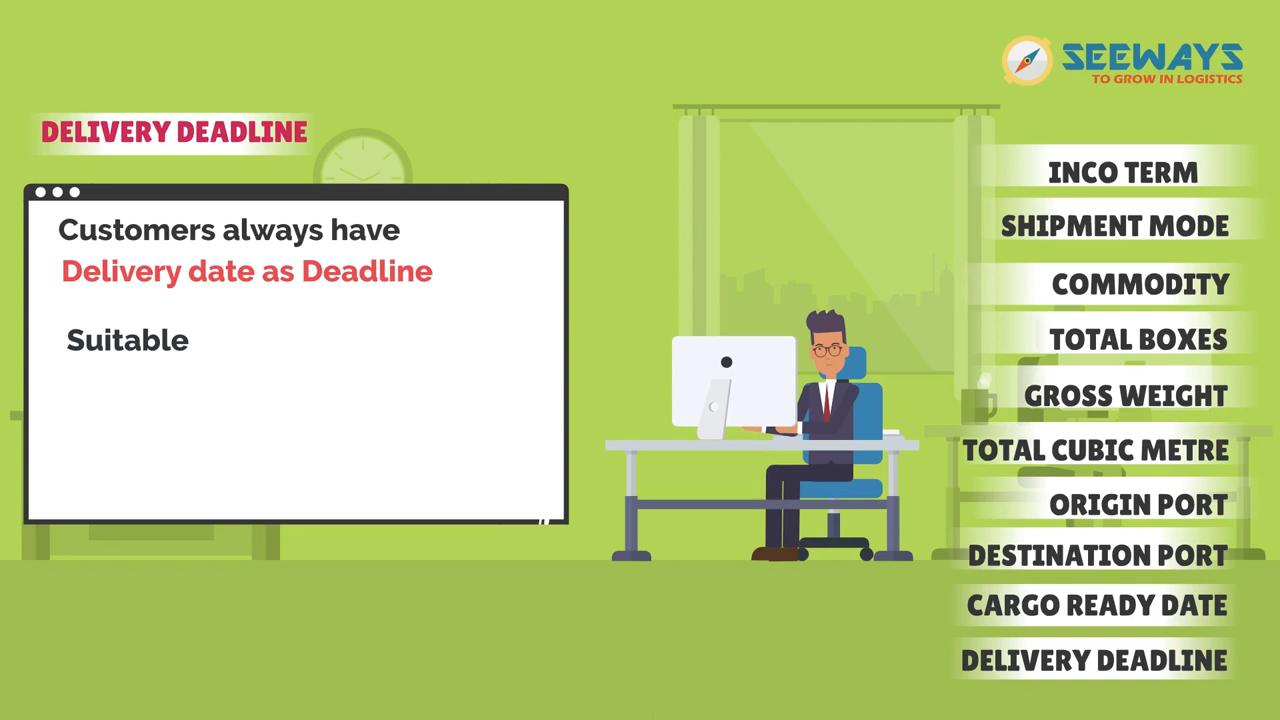 SEEWAYS
TO GROW IN LOGISTICS
DELIVERY DEADLINE
Customers always have
Delivery date as Deadline
Suitable
INCO TERM
SHIPMENT MODE
COMMODITY
TOTAL BOXES
GROSS WEIGHT
TOTAL CUBIC METRE
ORIGIN PORT
DESTINATION PORT
CARGO READY DATE
DELIVERY DEADLINE